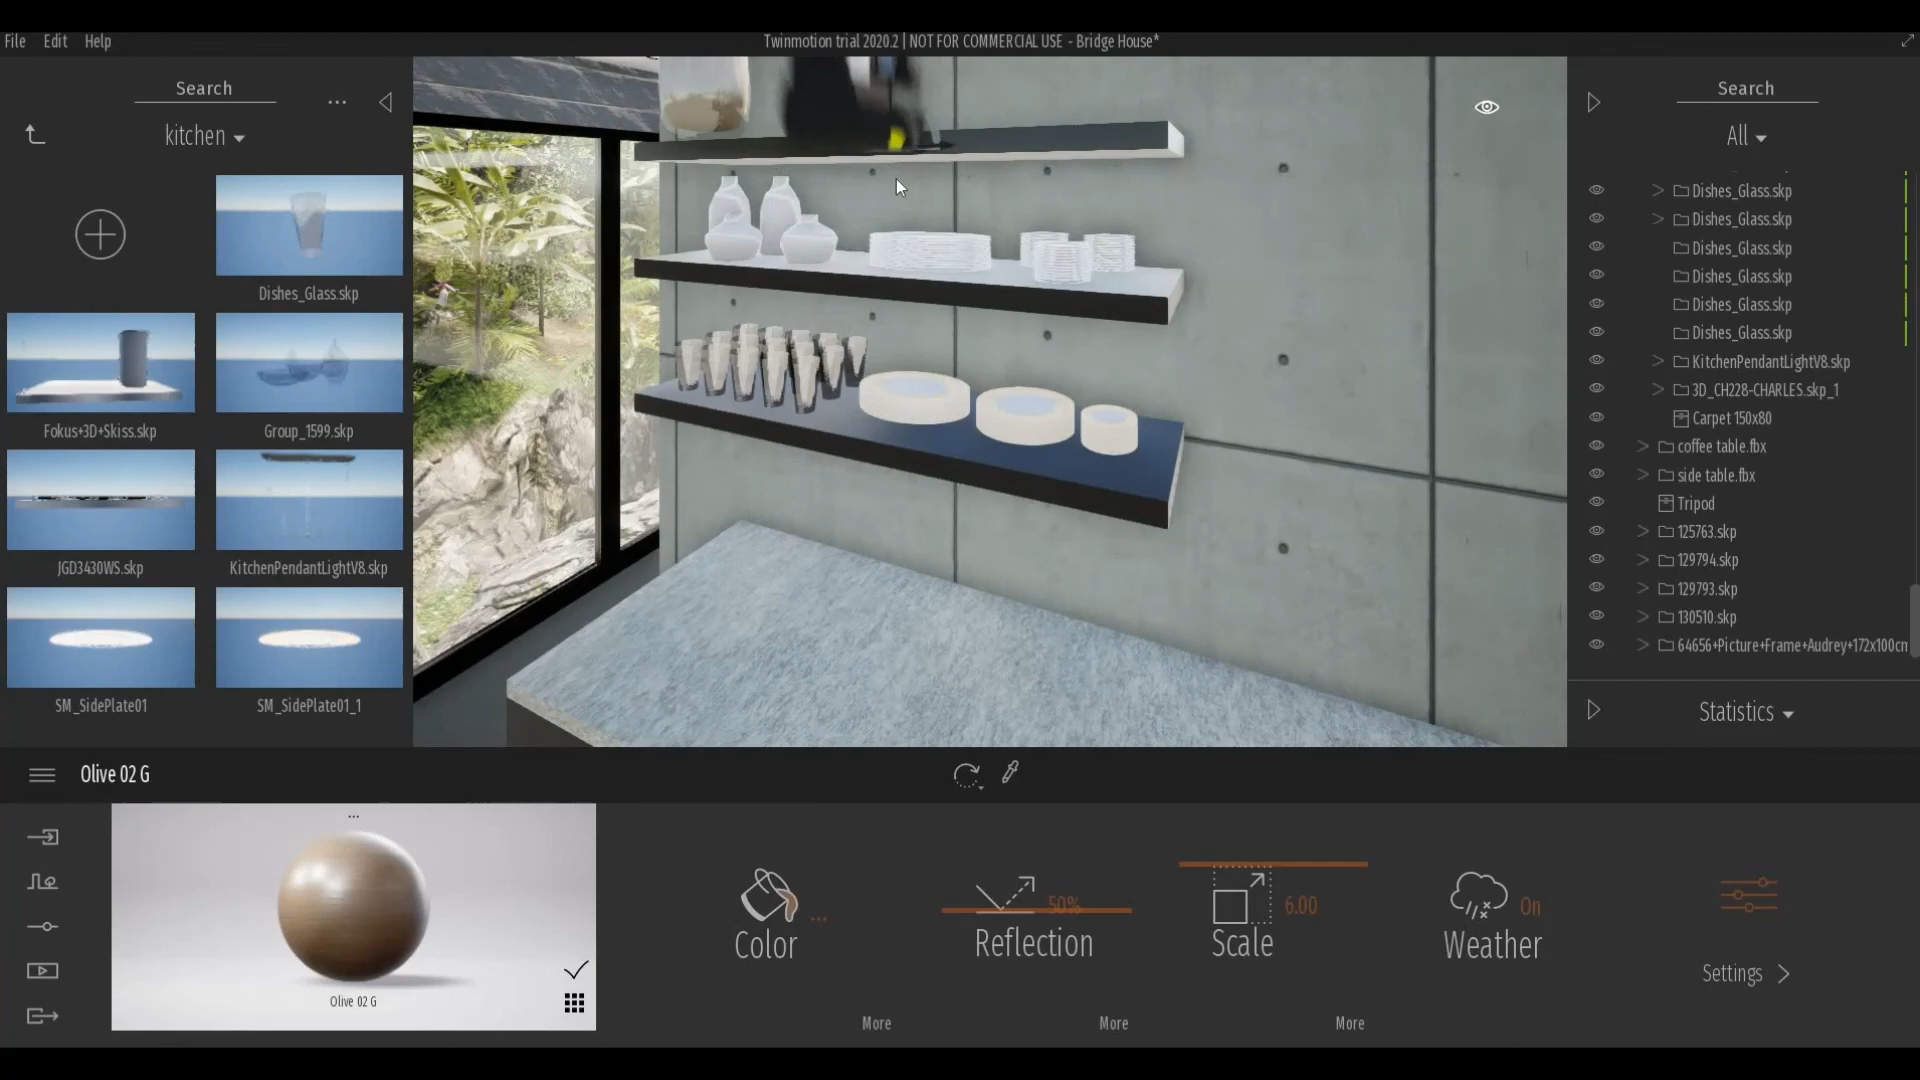 File Edit Help
Twinmotion trial 2020.2 | NOT FOR COMMERCIAL USE - Bridge House*
Search
...
kitchen
Dishes_Glass.skp
Fokus+3D+Skiss.skp
Group_1599.skp
JGD3430WS.skp
KitchenPendantLightV8.skp
SM_SidePlate01
SM_SidePlate01_1
Search
All
Dishes_Glass.skp
Dishes_Glass.skp
Dishes_Glass.skp
Dishes_Glass.skp
Dishes_Glass.skp
Dishes_Glass.skp
KitchenPendantLightV8.skp
3D_CH228-CHARLES.skp_1
Carpet 150x80
coffee table.fbx
side table.fbx
Tripod
125763.skp
129794.skp
129793.skp
130510.skp
64656+Picture+Frame+Audrey+172x100cn
Statistics
Olive 02 G
...
Olive 02 G
Color ...
More
50%
Reflection
More
6.00
Scale
More
On
Weather
Settings